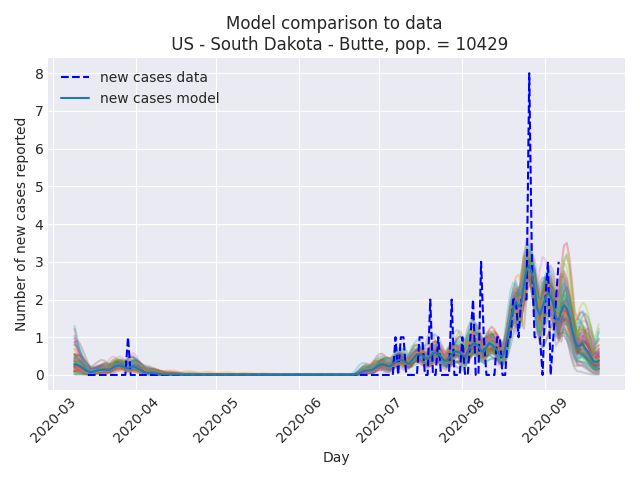 Model comparison to data
US - South Dakota - Butte, pop. = 10429
new cases data
new cases model
Number of new cases reported
8
7
6
5
4
3
2
1
0
2020-03
2020-04
2020-05
2020-06
2020-07
2020-08
2020-09
Day